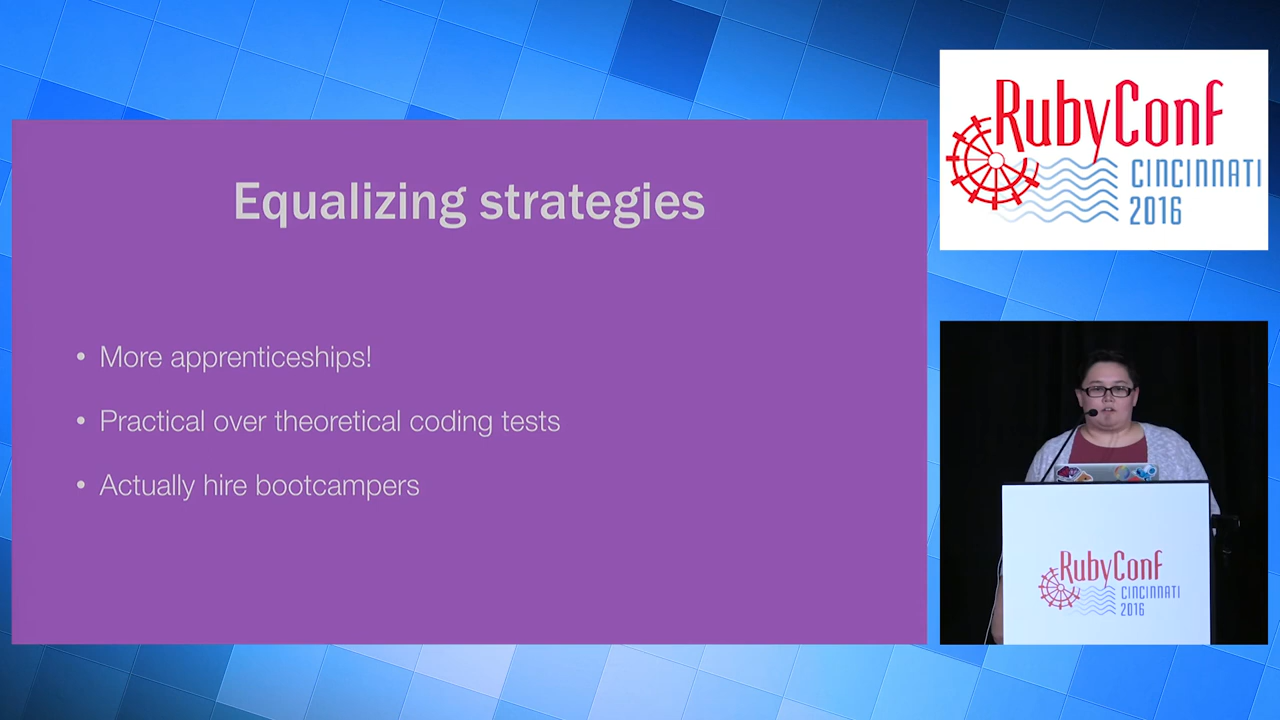 Equalizing strategies
• More apprenticeships!
• Practical over theoretical coding tests
• Actually hire bootcampers
RubyConf
CINCINNATI
2016
RubyConf
CINCINNATI
2016